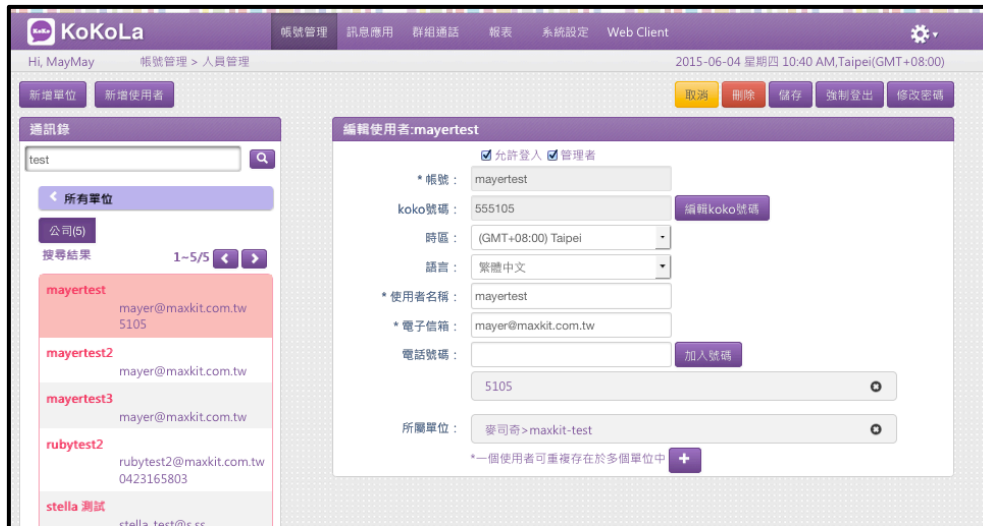 KoKo KoKoLa 帳號管理 訊息應用 群組通話 報表 系統設定 Web Client
Hi, MayMay 帳號管理 > 人員管理 2015-06-04 星期四 10:40 AM,Taipei(GMT+08:00)
新增單位 新增使用者 取消 刪除 儲存 強制登出 修改密碼
通訊錄
test
所有單位
公司(5)
搜尋結果 1~5/5
mayertest
mayer@maxkit.com.tw
5105
mayertest2
mayer@maxkit.com.tw
mayertest3
mayer@maxkit.com.tw
rubytest2
rubytest2@maxkit.com.tw
0423165803
stella 測試
stella_test@s.ss
編輯使用者:mayertest
允許登入 管理者
* 帳號： mayertest
koko號碼： 555105 編輯koko號碼
時區： (GMT+08:00) Taipei
語言： 繁體中文
* 使用者名稱： mayertest
* 電子信箱： mayer@maxkit.com.tw
電話號碼： 加入號碼
5105
所屬單位： 麥司奇>maxkit-test
*一個使用者可重複存在於多個單位中 +